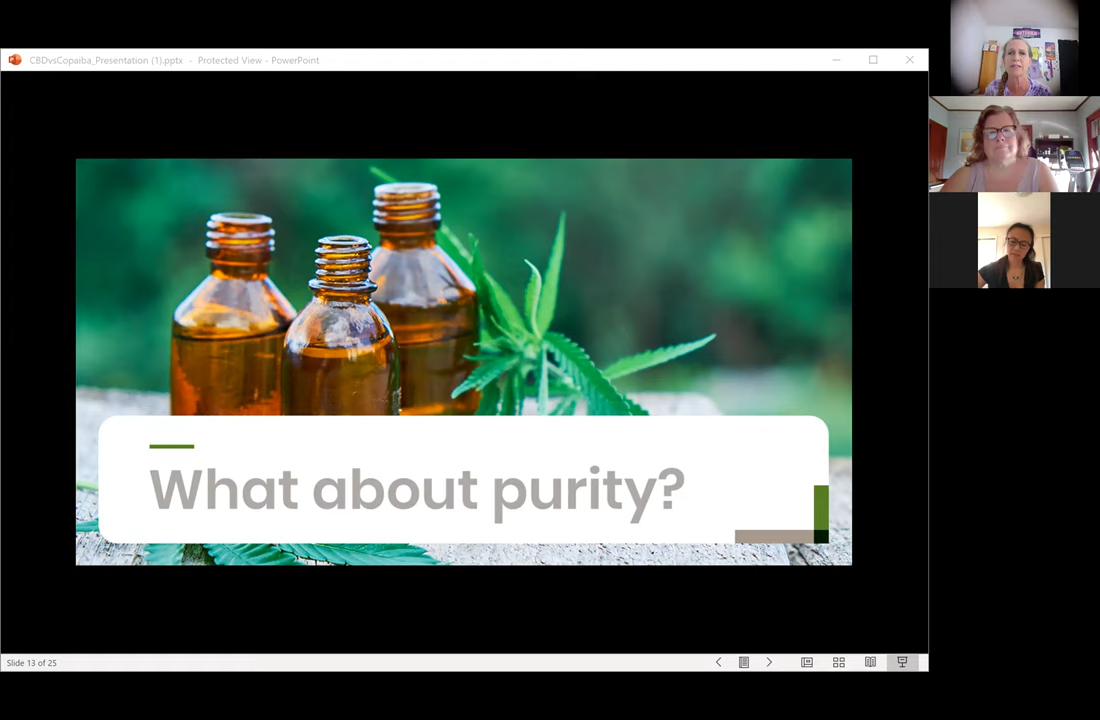 CBDvsCopaiba_Presentation (1).pptx - Protected View - PowerPoint
What about purity?
Slide 13 of 25